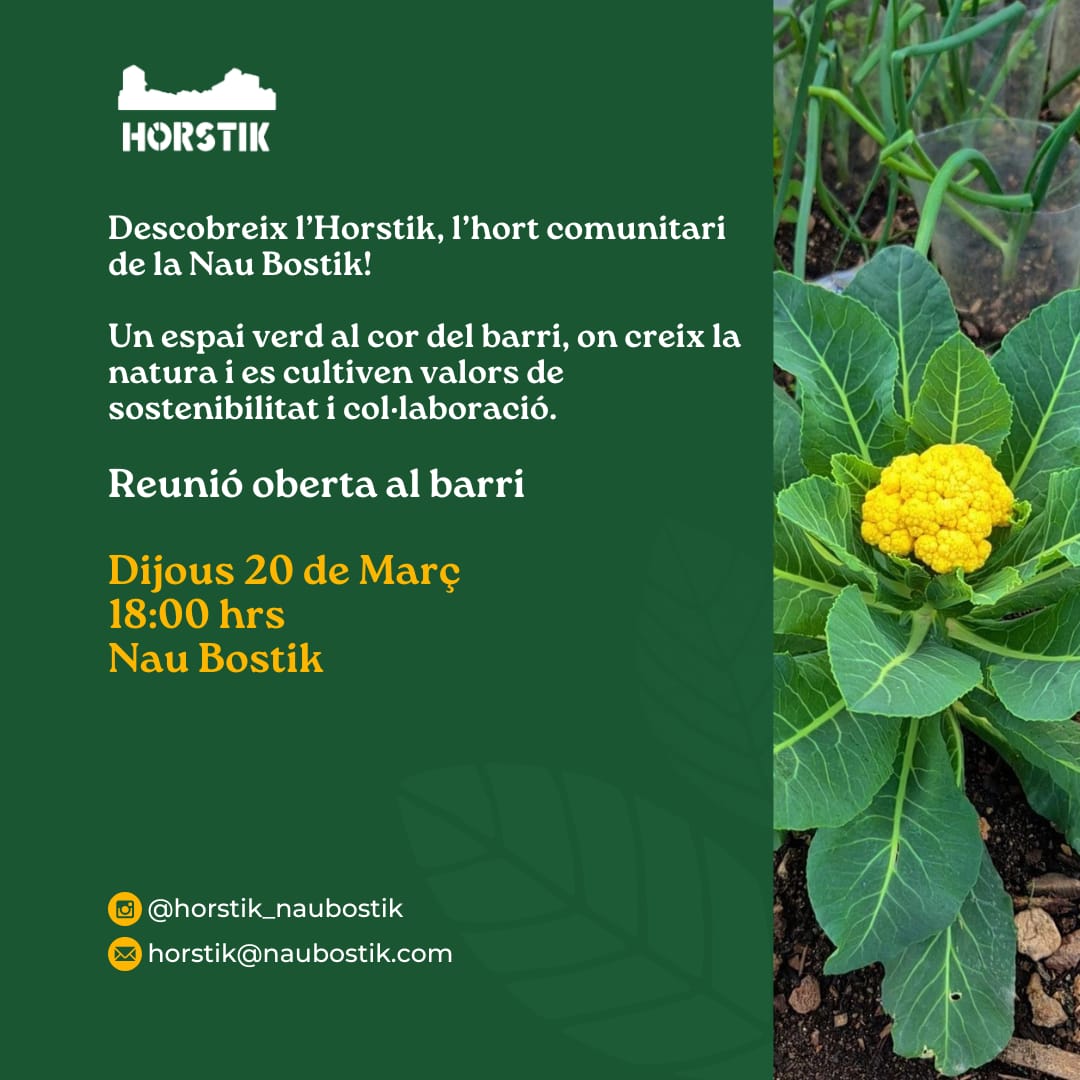 HORSTIK
Descobreix l’Horstik, l’hort comunitari
de la Nau Bostik!
Un espai verd al cor del barri, on creix la
natura i es cultiven valors de
sostenibilitat i col·laboració.
Reunió oberta al barri
Dijous 20 de Març
18:00 hrs
Nau Bostik
@horstik_naubostik
horstik@naubostik.com